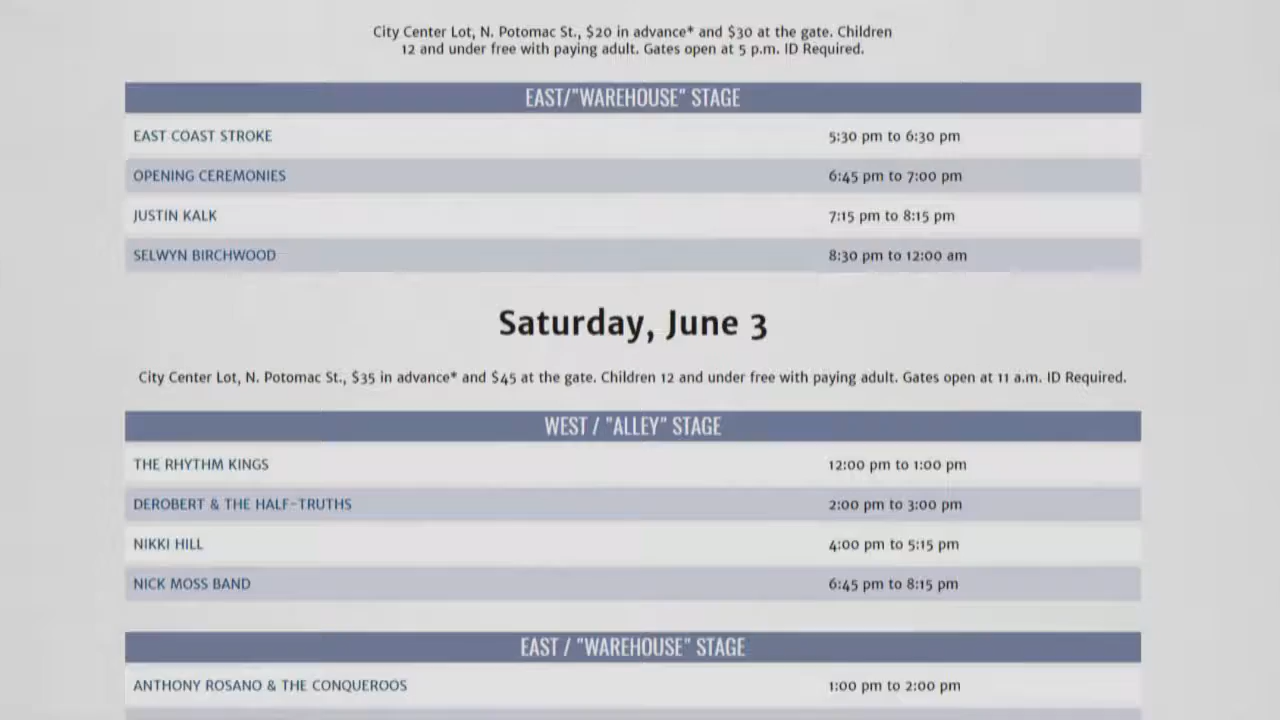 City Center Lot, N. Potomac St., $20 in advance* and $30 at the gate. Children
12 and under free with paying adult. Gates open at 5 p.m. ID Required.
EAST/"WAREHOUSE" STAGE
EAST COAST STROKE 5:30 pm to 6:30 pm
OPENING CEREMONIES 6:45 pm to 7:00 pm
JUSTIN KALK 7:15 pm to 8:15 pm
SELWYN BIRCHWOOD 8:30 pm to 12:00 am
Saturday, June 3
City Center Lot, N. Potomac St., $35 in advance* and $45 at the gate. Children 12 and under free with paying adult. Gates open at 11 a.m. ID Required.
WEST / "ALLEY" STAGE
THE RHYTHM KINGS 12:00 pm to 1:00 pm
DEROBERT & THE HALF-TRUTHS 2:00 pm to 3:00 pm
NIKKI HILL 4:00 pm to 5:15 pm
NICK MOSS BAND 6:45 pm to 8:15 pm
EAST / "WAREHOUSE" STAGE
ANTHONY ROSANO & THE CONQUEROOS 1:00 pm to 2:00 pm